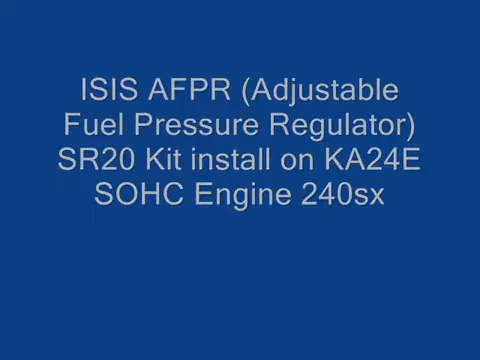 ISIS AFPR (Adjustable
Fuel Pressure Regulator)
SR20 Kit install on KA24E
SOHC Engine 240sx